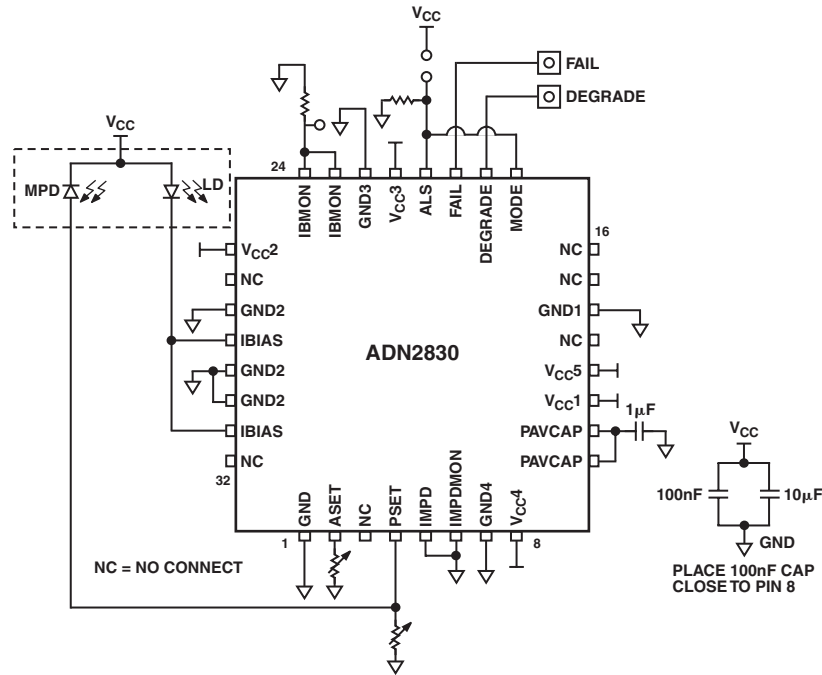 VCC
FAIL
DEGRADE
VCC
MPD
LD
24
IBMON
IBMON
GND3
VCC3
ALS
FAIL
DEGRADE
MODE
16
VCC2
NC
GND2
IBIAS
GND2
GND2
IBIAS
NC
32
ADN2830
NC
NC
GND1
NC
VCC5
VCC1
PAVCAP
PAVCAP
1µF
1
GND
ASET
NC
PSET
IMPD
IMPDMON
GND4
VCC4
8
NC = NO CONNECT
VCC
100nF
10µF
GND
PLACE 100nF CAP
CLOSE TO PIN 8